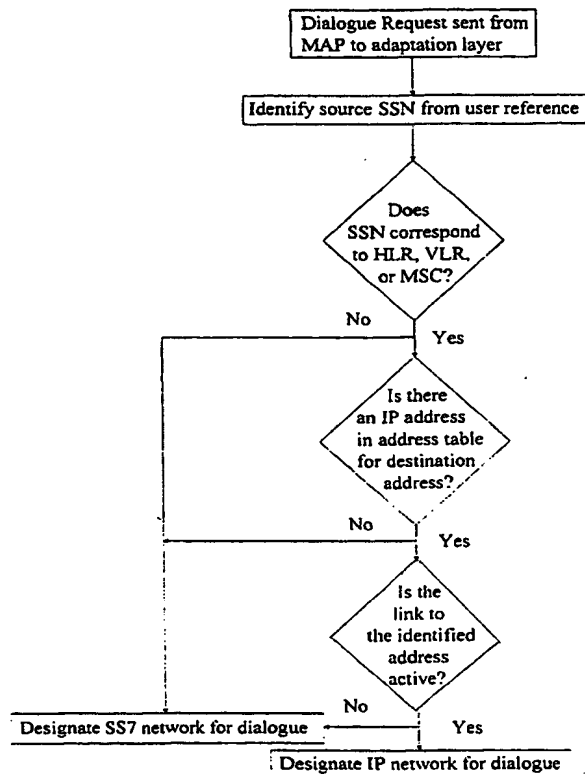 Dialogue Request sent from
MAP to adaptation layer
Identify source SSN from user reference
Does
SSN correspond
to HLR, VLR,
or MSC?
No Yes
Is there
an IP address
in address table
for destination
address?
No Yes
Is the
link to
the identified
address
active?
No Yes
Designate SS7 network for dialogue
Designate IP network for dialogue